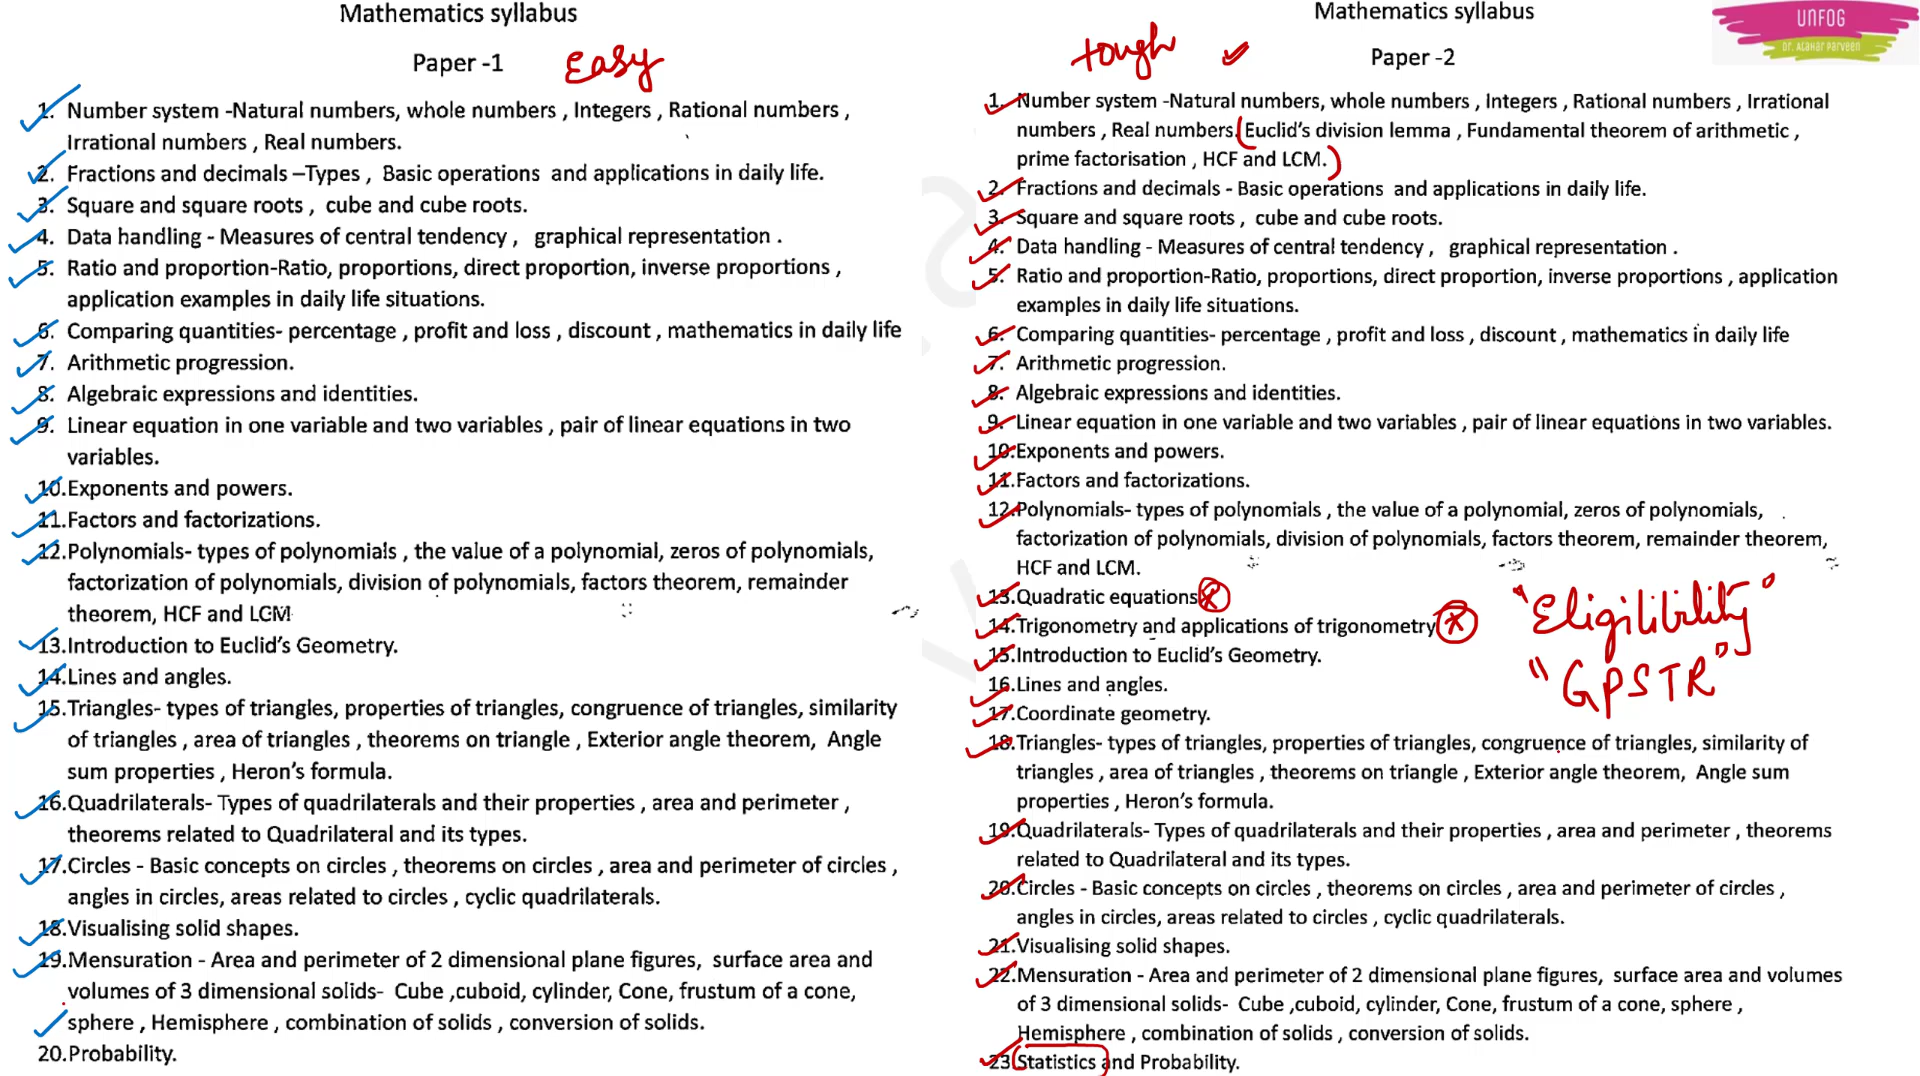 Mathematics syllabus
Paper -1 Easy
1. Number system -Natural numbers, whole numbers , Integers , Rational numbers ,
Irrational numbers , Real numbers.
2. Fractions and decimals –Types , Basic operations and applications in daily life.
3. Square and square roots , cube and cube roots.
4. Data handling - Measures of central tendency , graphical representation .
5. Ratio and proportion-Ratio, proportions, direct proportion, inverse proportions ,
application examples in daily life situations.
6. Comparing quantities- percentage , profit and loss , discount , mathematics in daily life
7. Arithmetic progression.
8. Algebraic expressions and identities.
9. Linear equation in one variable and two variables , pair of linear equations in two
variables.
10.Exponents and powers.
11.Factors and factorizations.
12.Polynomials- types of polynomials , the value of a polynomial, zeros of polynomials,
factorization of polynomials, division of polynomials, factors theorem, remainder
theorem, HCF and LCM
13.Introduction to Euclid's Geometry.
14.Lines and angles.
15.Triangles- types of triangles, properties of triangles, congruence of triangles, similarity
of triangles , area of triangles , theorems on triangle , Exterior angle theorem, Angle
sum properties , Heron's formula.
16.Quadrilaterals- Types of quadrilaterals and their properties , area and perimeter ,
theorems related to Quadrilateral and its types.
17.Circles - Basic concepts on circles , theorems on circles , area and perimeter of circles ,
angles in circles, areas related to circles , cyclic quadrilaterals.
18.Visualising solid shapes.
19.Mensuration - Area and perimeter of 2 dimensional plane figures, surface area and
volumes of 3 dimensional solids- Cube ,cuboid, cylinder, Cone, frustum of a cone,
sphere , Hemisphere , combination of solids , conversion of solids.
20.Probability.
Mathematics syllabus
tough Paper -2
1. Number system -Natural numbers, whole numbers , Integers , Rational numbers , Irrational
numbers , Real numbers.(Euclid's division lemma , Fundamental theorem of arithmetic ,
prime factorisation , HCF and LCM.)
2. Fractions and decimals - Basic operations and applications in daily life.
3. Square and square roots , cube and cube roots.
4. Data handling - Measures of central tendency , graphical representation .
5. Ratio and proportion-Ratio, proportions, direct proportion, inverse proportions , application
examples in daily life situations.
6. Comparing quantities- percentage , profit and loss , discount , mathematics in daily life
7. Arithmetic progression.
8. Algebraic expressions and identities.
9. Linear equation in one variable and two variables , pair of linear equations in two variables.
10.Exponents and powers.
11.Factors and factorizations.
12.Polynomials- types of polynomials , the value of a polynomial, zeros of polynomials,
factorization of polynomials, division of polynomials, factors theorem, remainder theorem,
HCF and LCM.
13.Quadratic equations
14.Trigonometry and applications of trigonometry
15.Introduction to Euclid's Geometry.
16.Lines and angles.
17.Coordinate geometry.
18.Triangles- types of triangles, properties of triangles, congruence of triangles, similarity of
triangles , area of triangles , theorems on triangle , Exterior angle theorem, Angle sum
properties , Heron's formula.
19.Quadrilaterals- Types of quadrilaterals and their properties , area and perimeter , theorems
related to Quadrilateral and its types.
20.Circles - Basic concepts on circles , theorems on circles , area and perimeter of circles ,
angles in circles, areas related to circles , cyclic quadrilaterals.
21.Visualising solid shapes.
22.Mensuration - Area and perimeter of 2 dimensional plane figures, surface area and volumes
of 3 dimensional solids- Cube ,cuboid, cylinder, Cone, frustum of a cone, sphere ,
Hemisphere , combination of solids , conversion of solids.
23.Statistics and Probability.
"Eligilibility"
"GPSTR"
UNFOG
Dr. Atahar Parveen